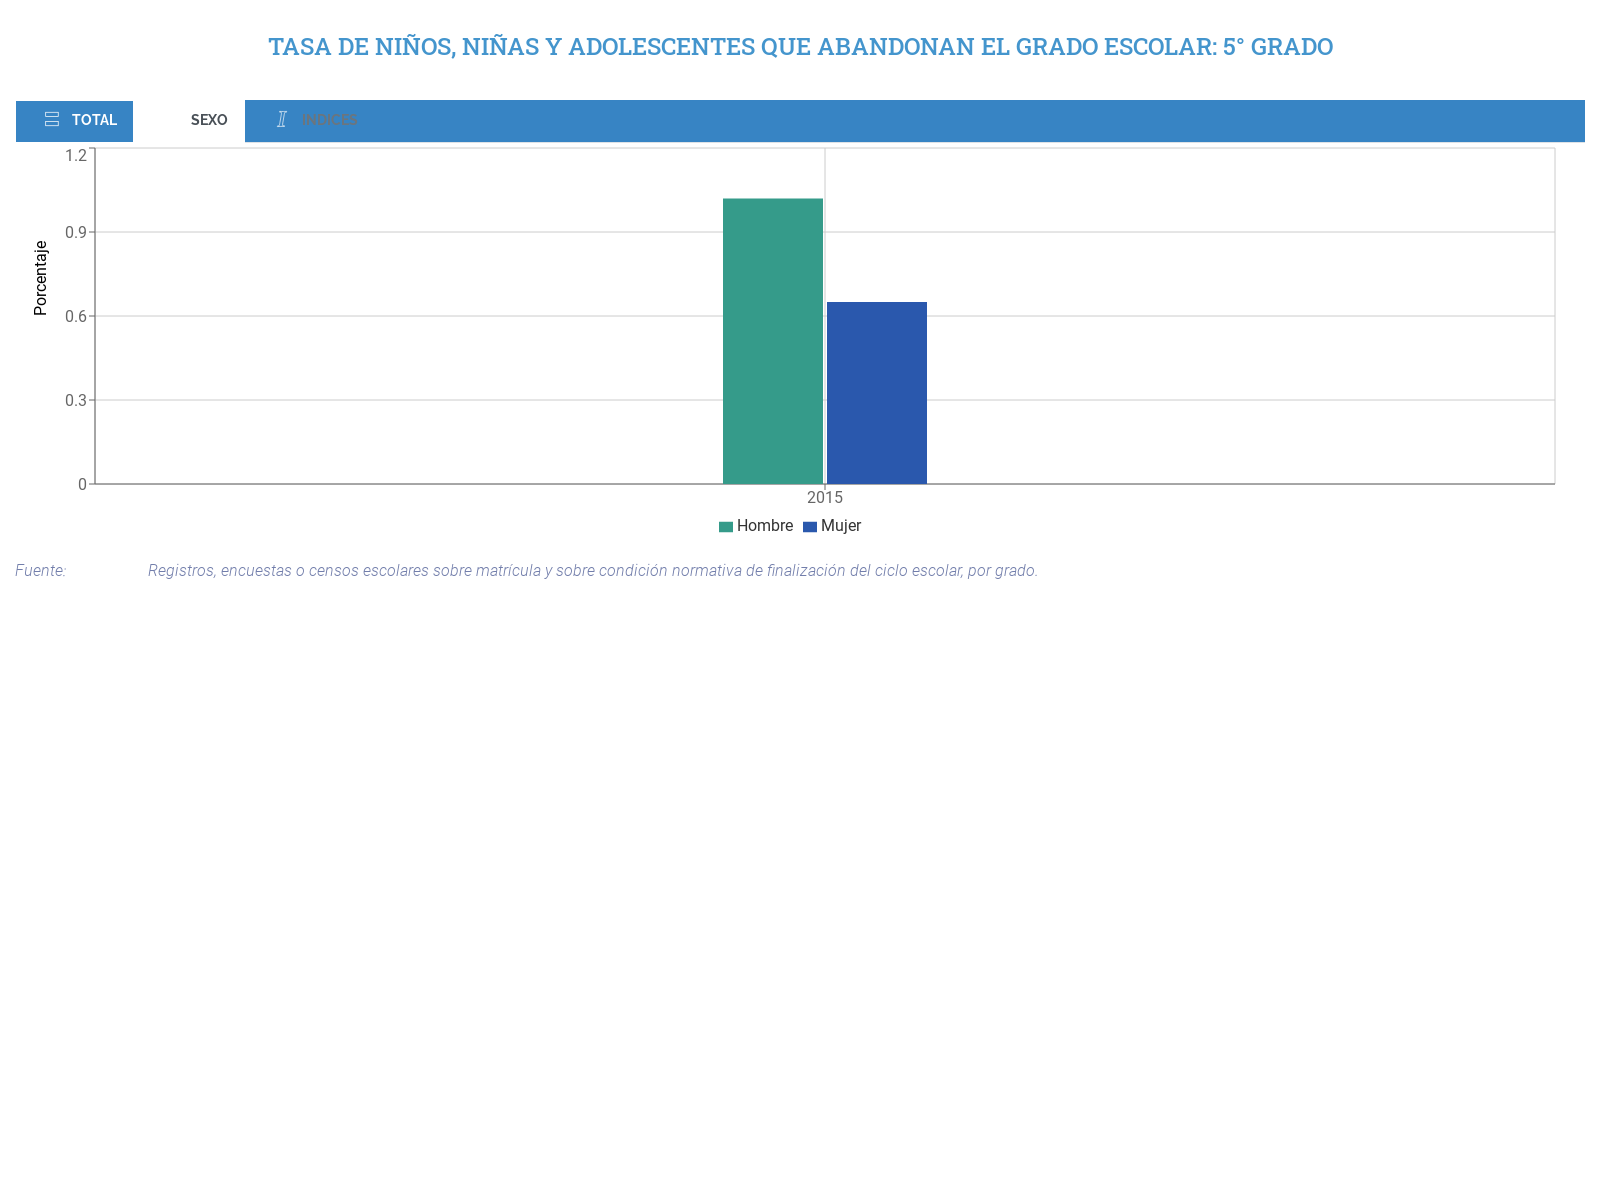 TASA DE NIÑOS, NIÑAS Y ADOLESCENTES QUE ABANDONAN EL GRADO ESCOLAR: 5° GRADO
TOTAL SEXO INDICES
1.2
0.9
0.6
0.3
0
Porcentaje
2015
Hombre Mujer
Fuente: Registros, encuestas o censos escolares sobre matrícula y sobre condición normativa de finalización del ciclo escolar, por grado.